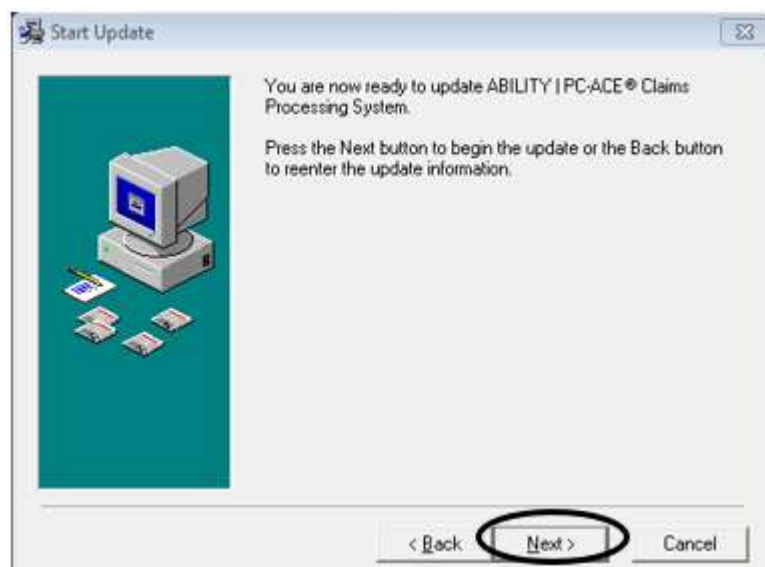 Start Update
You are now ready to update ABILITY | PC-ACE® Claims
Processing System.
Press the Next button to begin the update or the Back button
to reenter the update information.
< Back
Next >
Cancel